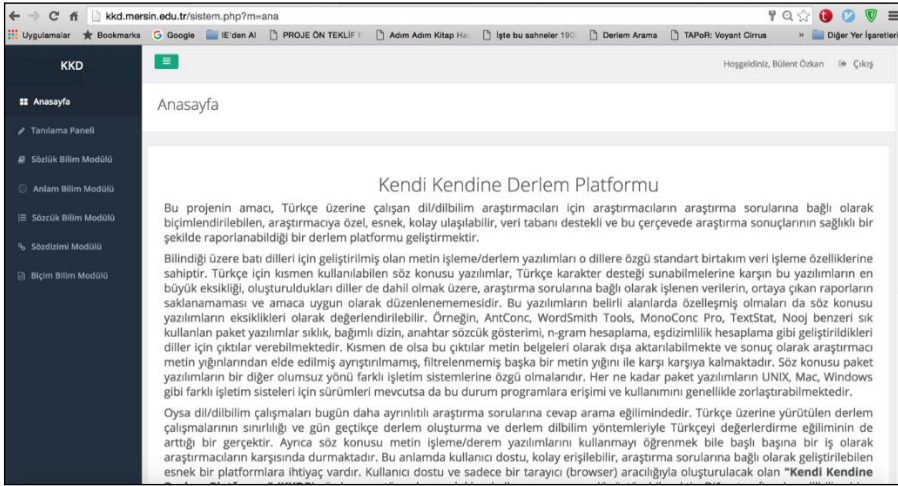 kkd.mersin.edu.tr/sistem.php?m=ana
Uygulamalar Bookmarks Google IE'den Al PROJE ÖN TEKLİF F Adım Adım Kitap Ha İşte bu sahneler 190 Derlem Arama TAPoR: Voyant Cirrus » Diğer Yer İşaretleri
KKD
Hoşgeldiniz, Bülent Özkan Çıkış
Anasayfa
Anasayfa
Tanılama Paneli
Sözlük Bilim Modülü
Anlam Bilim Modülü
Sözcük Bilim Modülü
Sözdizimi Modülü
Biçim Bilim Modülü
Kendi Kendine Derlem Platformu
Bu projenin amacı, Türkçe üzerine çalışan dil/dilbilim araştırmacıları için araştırmacıların araştırma sorularına bağlı olarak
biçimlendirilebilen, araştırmacıya özel, esnek, kolay ulaşılabilir, veri tabanı destekli ve bu çerçevede araştırma sonuçlarının sağlıklı bir
şekilde raporlanabildiği bir derlem platformu geliştirmektir.
Bilindiği üzere batı dilleri için geliştirilmiş olan metin işleme/derlem yazılımları o dillere özgü standart birtakım veri işleme özelliklerine
sahiptir. Türkçe için kısmen kullanılabilen söz konusu yazılımlar, Türkçe karakter desteği sunabilmelerine karşın bu yazılımların en
büyük eksikliği, oluşturuldukları diller de dahil olmak üzere, araştırma sorularına bağlı olarak işlenen verilerin, ortaya çıkan raporların
saklanamaması ve amaca uygun olarak düzenlenememesidir. Bu yazılımların belirli alanlarda özelleşmiş olmaları da söz konusu
yazılımların eksiklikleri olarak değerlendirilebilir. Örneğin, AntConc, WordSmith Tools, MonoConc Pro, TextStat, Nooj benzeri sık
kullanılan paket yazılımlar sıklık, bağımlı dizin, anahtar sözcük gösterimi, n-gram hesaplama, eşdizimlilik hesaplama gibi geliştirildikleri
diller için çıktılar verebilmektedir. Kısmen de olsa bu çıktılar metin belgeleri olarak dışa aktarılabilmekte ve sonuç olarak araştırmacı
metin yığınlarından elde edilmiş ayrıştırılmamış, filtrelenmemiş başka bir metin yığını ile karşı karşıya kalmaktadır. Söz konusu paket
yazılımların bir diğer olumsuz yönü farklı işletim sistemlerine özgü olmalarıdır. Her ne kadar paket yazılımların UNIX, Mac, Windows
gibi farklı işletim sisteleri için sürümleri mevcutsa da bu durum programlara erişimi ve kullanımını genellikle zorlaştırabilmektedir.
Oysa dil/dilbilim çalışmaları bugün daha ayrınlıtılı araştırma sorularına cevap arama eğilimindedir. Türkçe üzerine yürütülen derlem
çalışmalarının sınırlılığı ve gün geçtikçe derlem oluşturma ve derlem dilbilim yöntemleriyle Türkçeyi değerlendirme eğiliminin de
arttığı bir gerçektir. Ayrıca söz konusu metin işleme/derem yazılımlarını kullanmayı öğrenmek bile başlı başına bir iş olarak
araştırmacıların karşısında durmaktadır. Bu anlamda kullanıcı dostu, kolay erişilebilir, araştırma sorularına bağlı olarak geliştirilebilen
esnek bir platformlara ihtiyaç vardır. Kullanıcı dostu ve sadece bir tarayıcı (browser) aracılığıyla oluşturulacak olan "Kendi Kendine